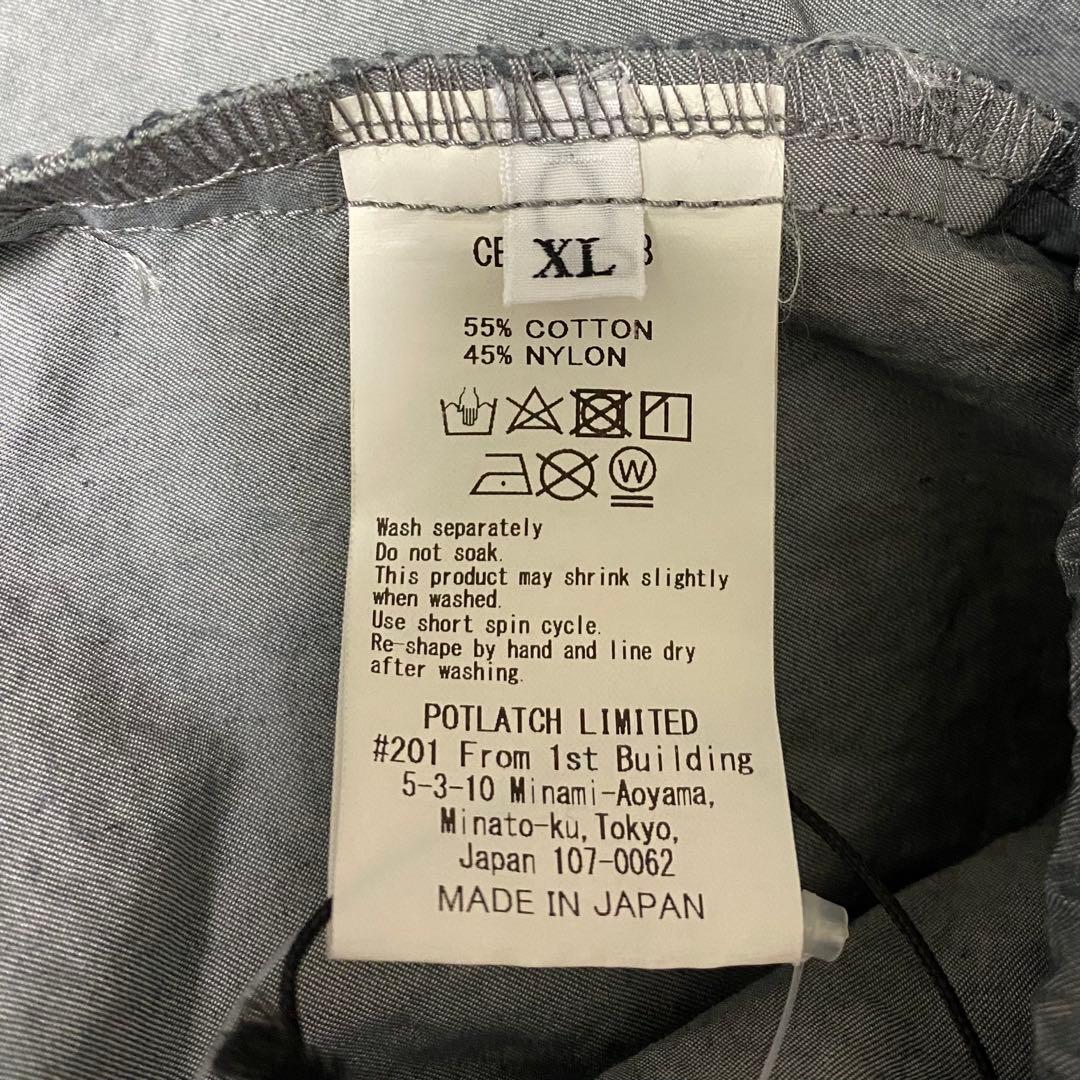 XL
CE
3
55% COTTON
45% NYLON
W
Wash separately
Do not soak.
This product may shrink slightly
when washed.
Use short spin cycle.
Re-shape by hand and line dry
after washing.
POTLATCH LIMITED
#201 From 1st Building
5-3-10 Minami-Aoyama,
Minato-ku, Tokyo,
Japan 107-0062
MADE IN JAPAN